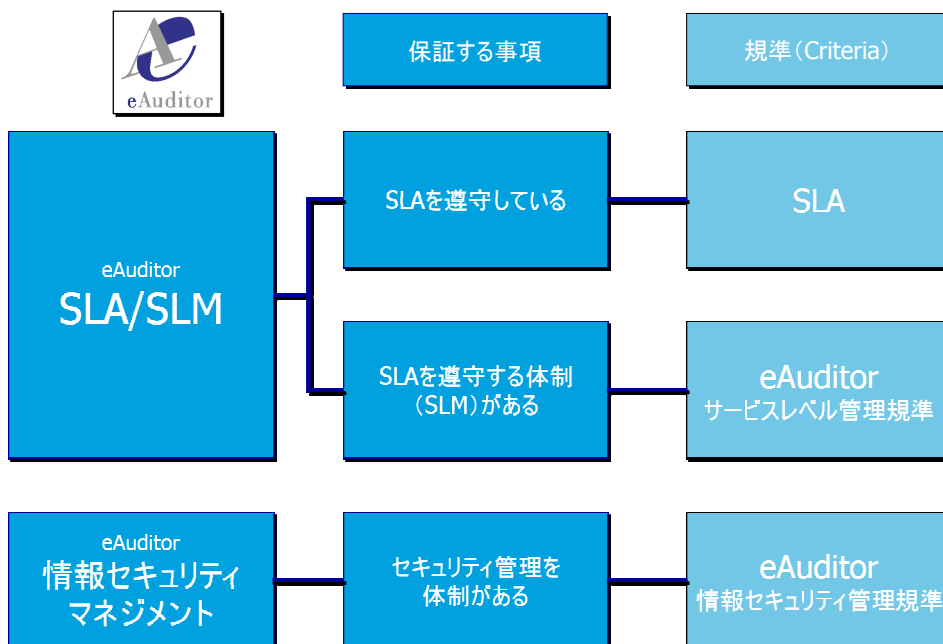 eAuditor
保証する事項
規準（Criteria）
eAuditor
SLA/SLM
SLAを遵守している
SLA
SLAを遵守する体制
（SLM）がある
eAuditor
サービスレベル管理規準
eAuditor
情報セキュリティ
マネジメント
セキュリティ管理を
体制がある
eAuditor
情報セキュリティ管理規準